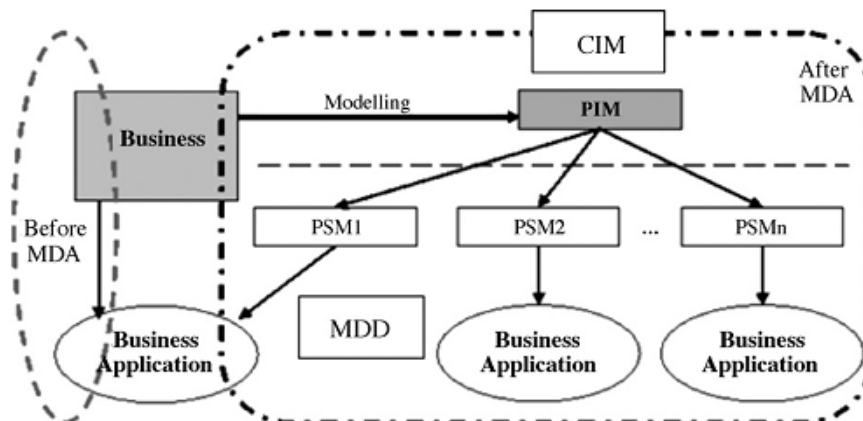 CIM
After
MDA
Modelling
PIM
Business
Before
MDA
PSM1
PSM2
...
PSMn
MDD
Business
Application
Business
Application
Business
Application